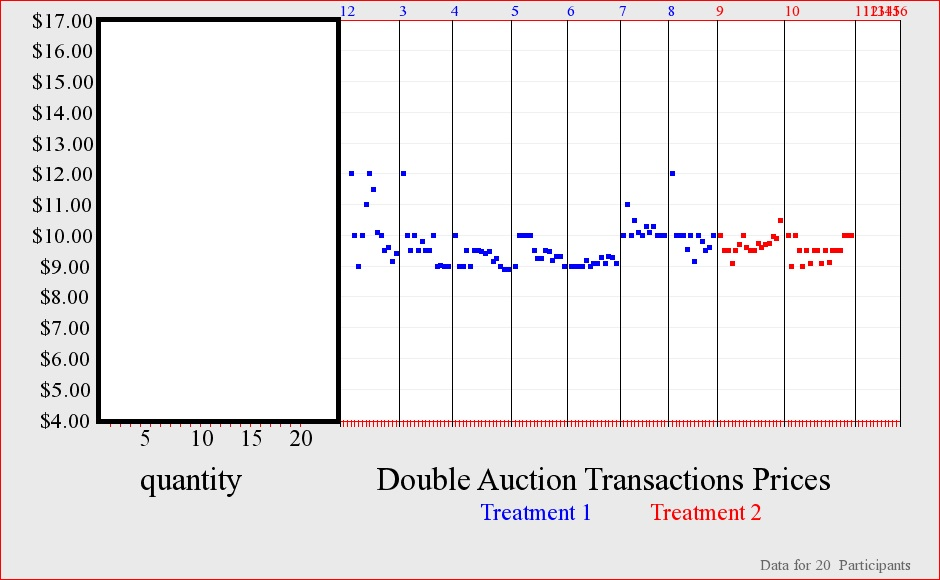 12 3 4 5 6 7 8 9 10
$17.00
$16.00
$15.00
$14.00
$13.00
$12.00
$11.00
$10.00
$9.00
$8.00
$7.00
$6.00
$5.00
$4.00
5 10 15 20
quantity
Double Auction Transactions Prices
Treatment 1 Treatment 2
Data for 20 Participants